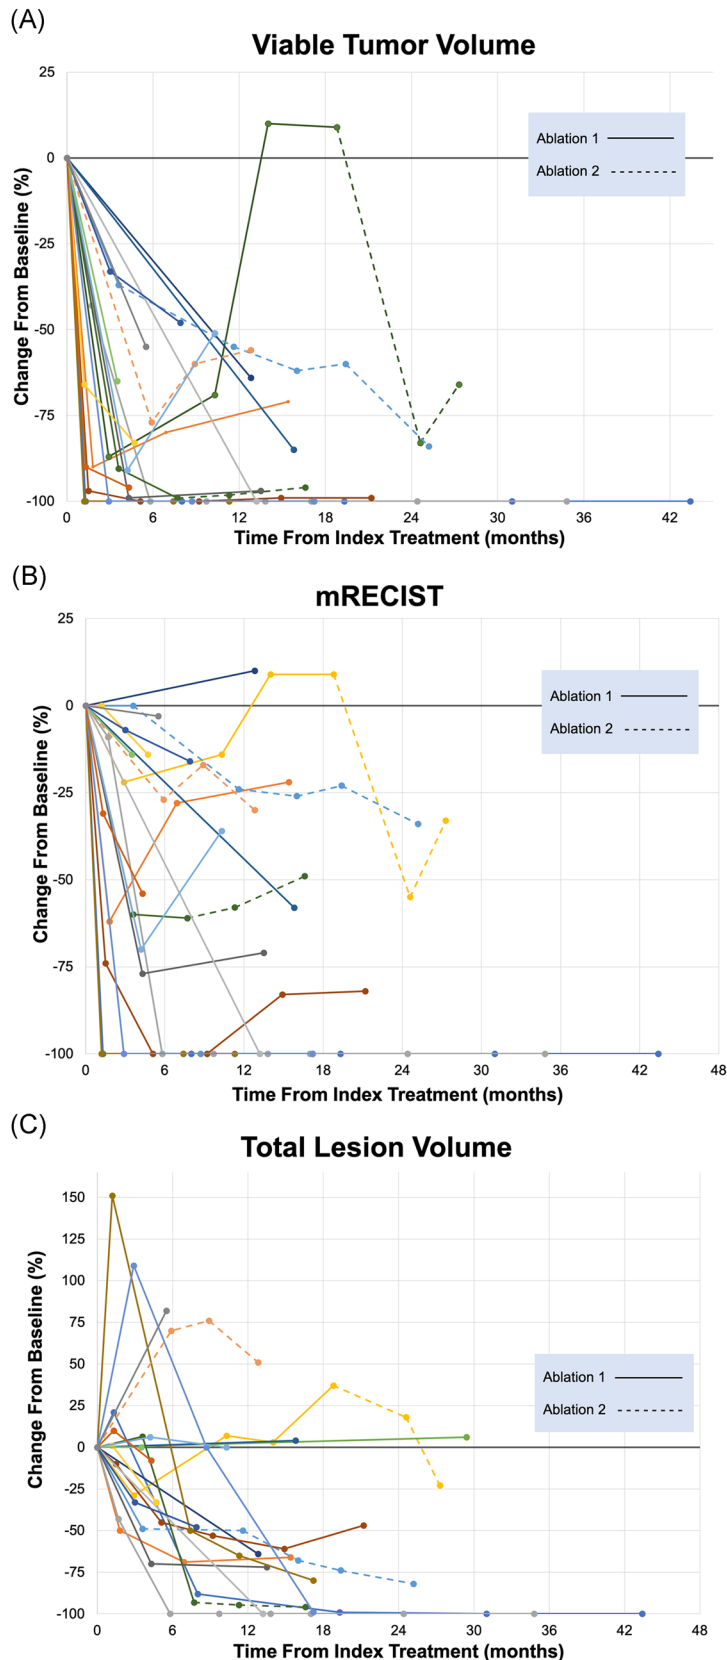 (A)
Viable Tumor Volume
25
0
-25
-50
-75
-100
Change From Baseline (%)
Ablation 1
Ablation 2
0 6 12 18 24 30 36 42
Time From Index Treatment (months)
(B)
mRECIST
25
0
-25
-50
-75
-100
Change From Baseline (%)
Ablation 1
Ablation 2
0 6 12 18 24 30 36 42 48
Time From Index Treatment (months)
(C)
Total Lesion Volume
150
125
100
75
50
25
0
-25
-50
-75
-100
Change From Baseline (%)
Ablation 1
Ablation 2
0 6 12 18 24 30 36 42 48
Time From Index Treatment (months)